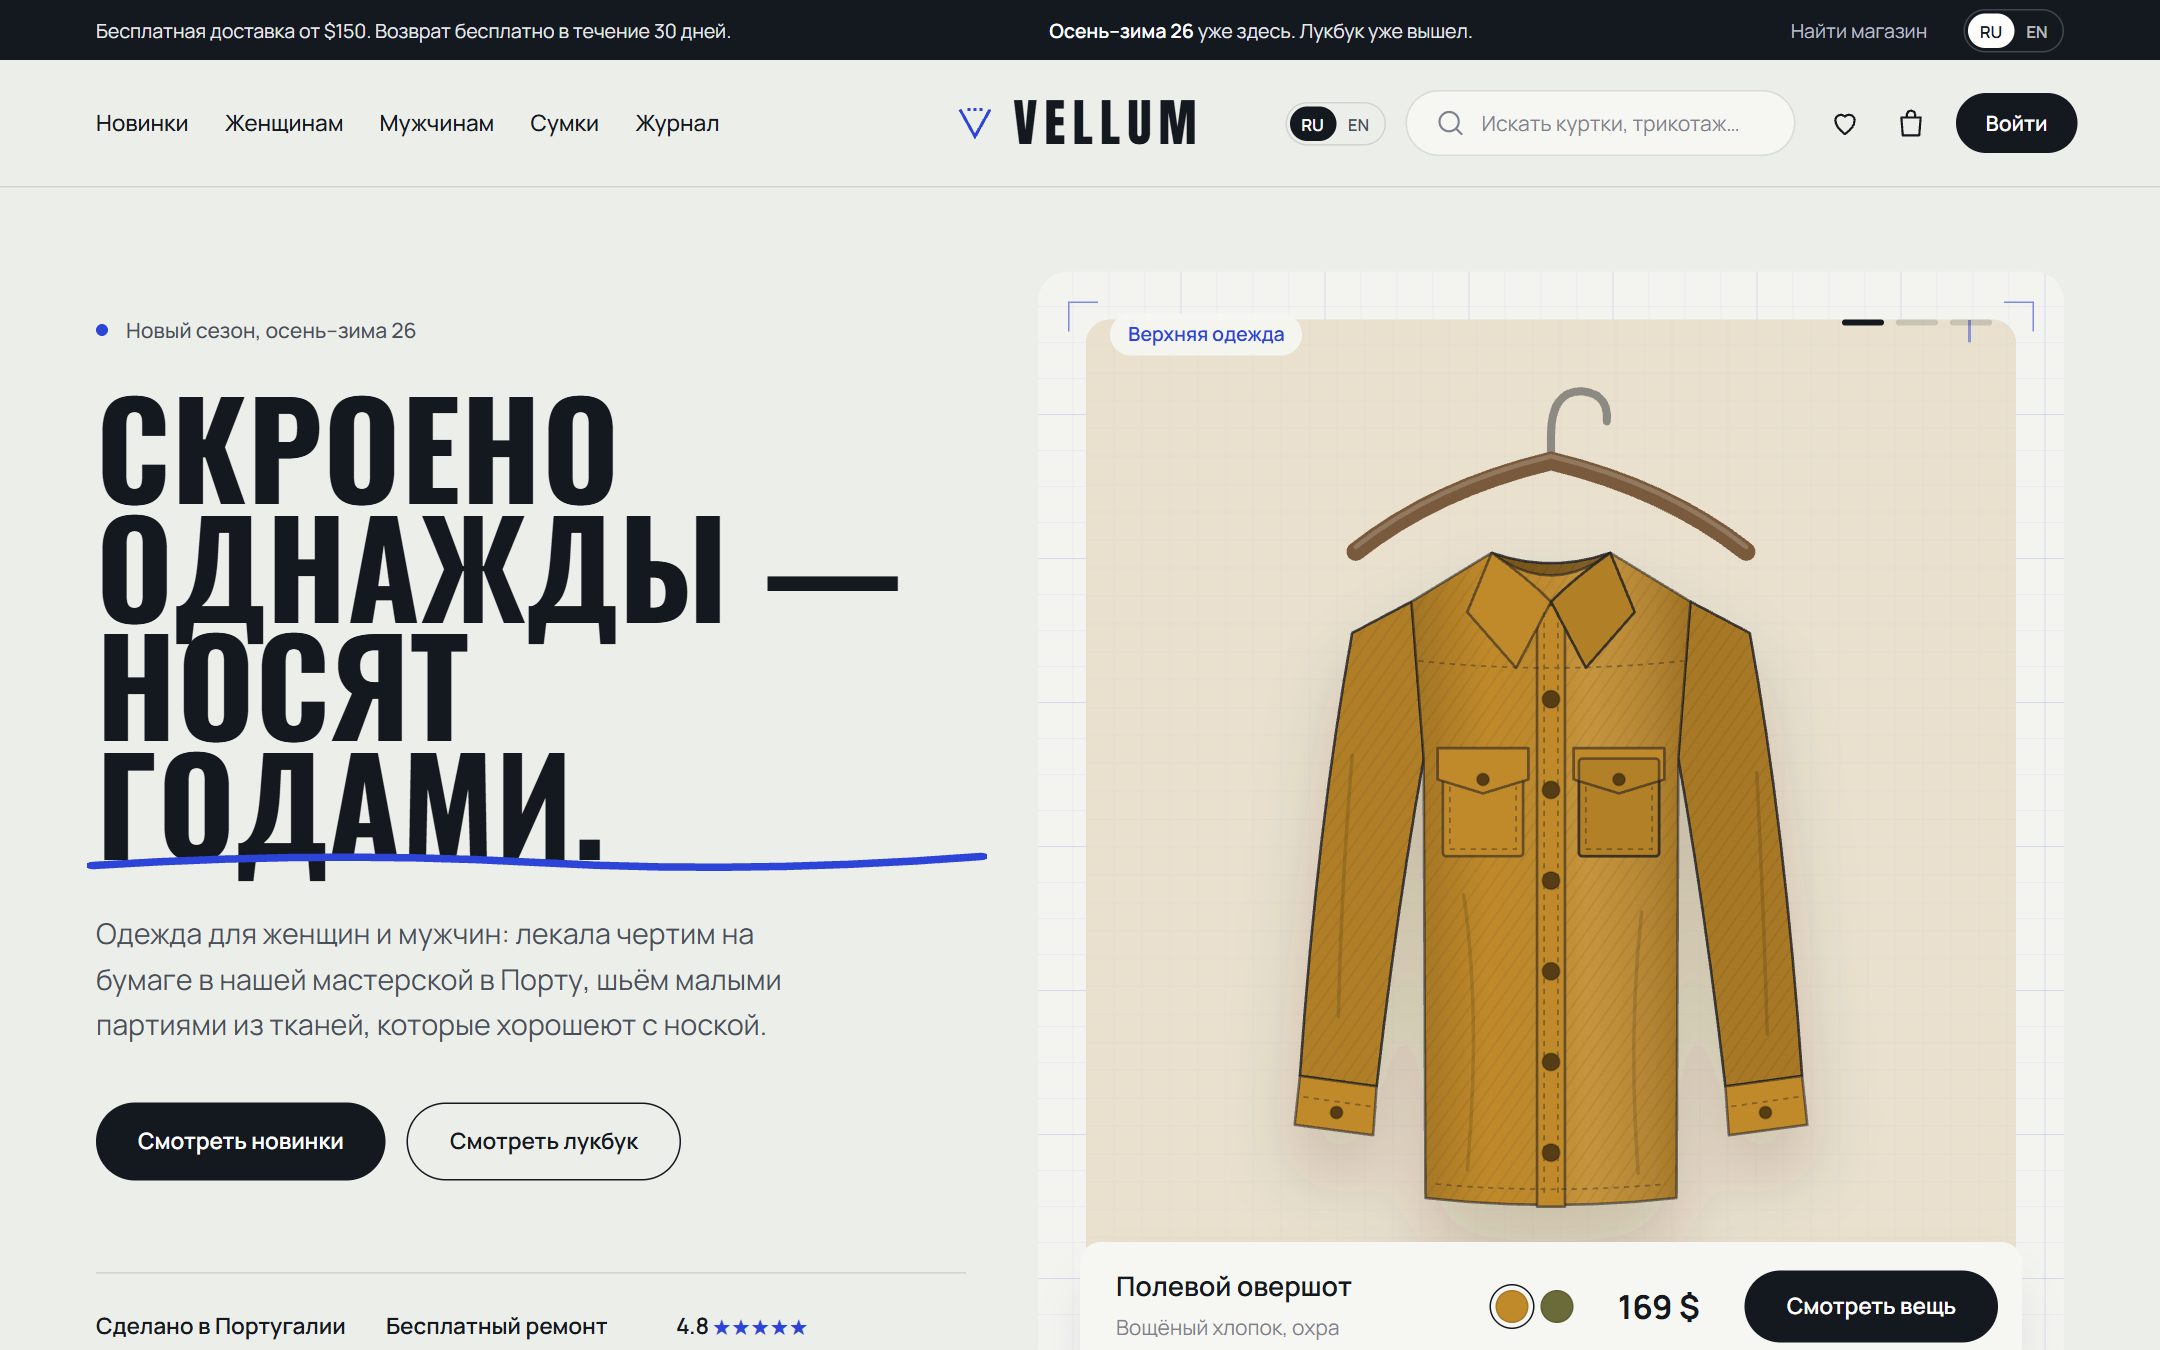 Бесплатная доставка от $150. Возврат бесплатно в течение 30 дней.
Осень–зима 26 уже здесь. Лукбук уже вышел.
Найти магазин
RU EN
Новинки Женщинам Мужчинам Сумки Журнал
VELLUM
RU EN
Искать куртки, трикотаж…
Войти
Новый сезон, осень–зима 26
СКРОЕНО
ОДНАЖДЫ —
НОСЯТ
ГОДАМИ.
Одежда для женщин и мужчин: лекала чертим на
бумаге в нашей мастерской в Порту, шьём малыми
партиями из тканей, которые хорошеют с ноской.
Смотреть новинки
Смотреть лукбук
Сделано в Португалии
Бесплатный ремонт
4.8 ★★★★★
Верхняя одежда
Полевой овершот
Вощёный хлопок, охра
169 $
Смотреть вещь